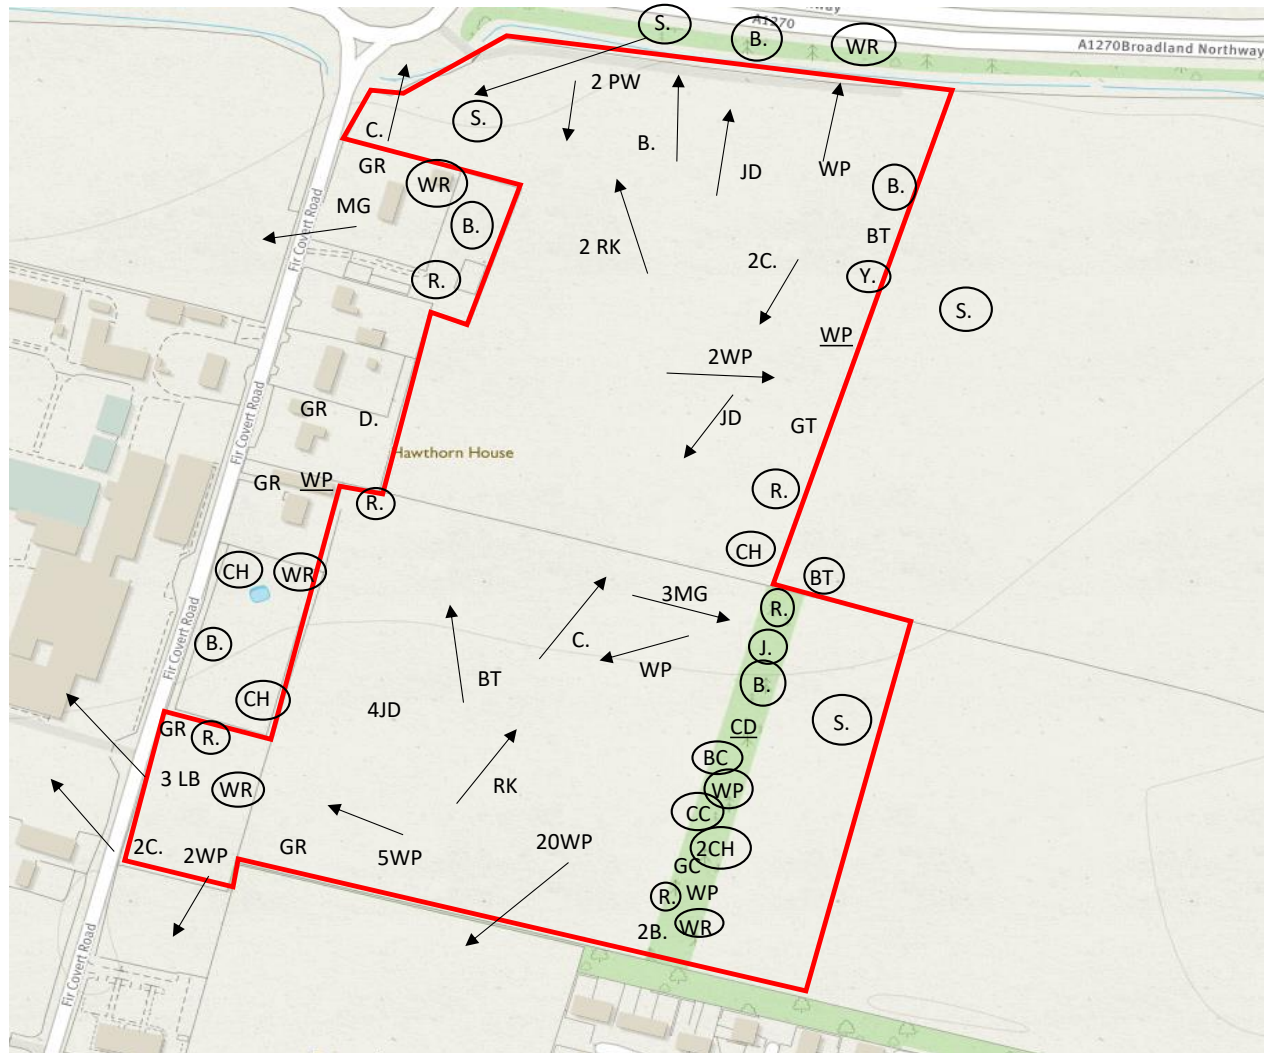 way
A1270
S.
B.
WR
A1270Broadland Northway
2 PW
S.
C.
B.
JD
WP
GR
WR
B.
MG
B.
BT
2 RK
2C.
Y.
R.
S.
Fir Covert Road
WP
2WP
JD
GR
D.
GT
Fir Covert Road
Hawthorn House
GR
WP
R.
R.
CH
CH
WR
BT
3MG
R.
C.
B.
J.
WP
Fir Covert Road
BT
B.
CH
4JD
S.
GR
R.
CD
BC
3 LB
WR
RK
WP
CC
2C.
2WP
GR
5WP
20WP
2CH
GC
R.
WP
2B.
WR
Fir Covert Road